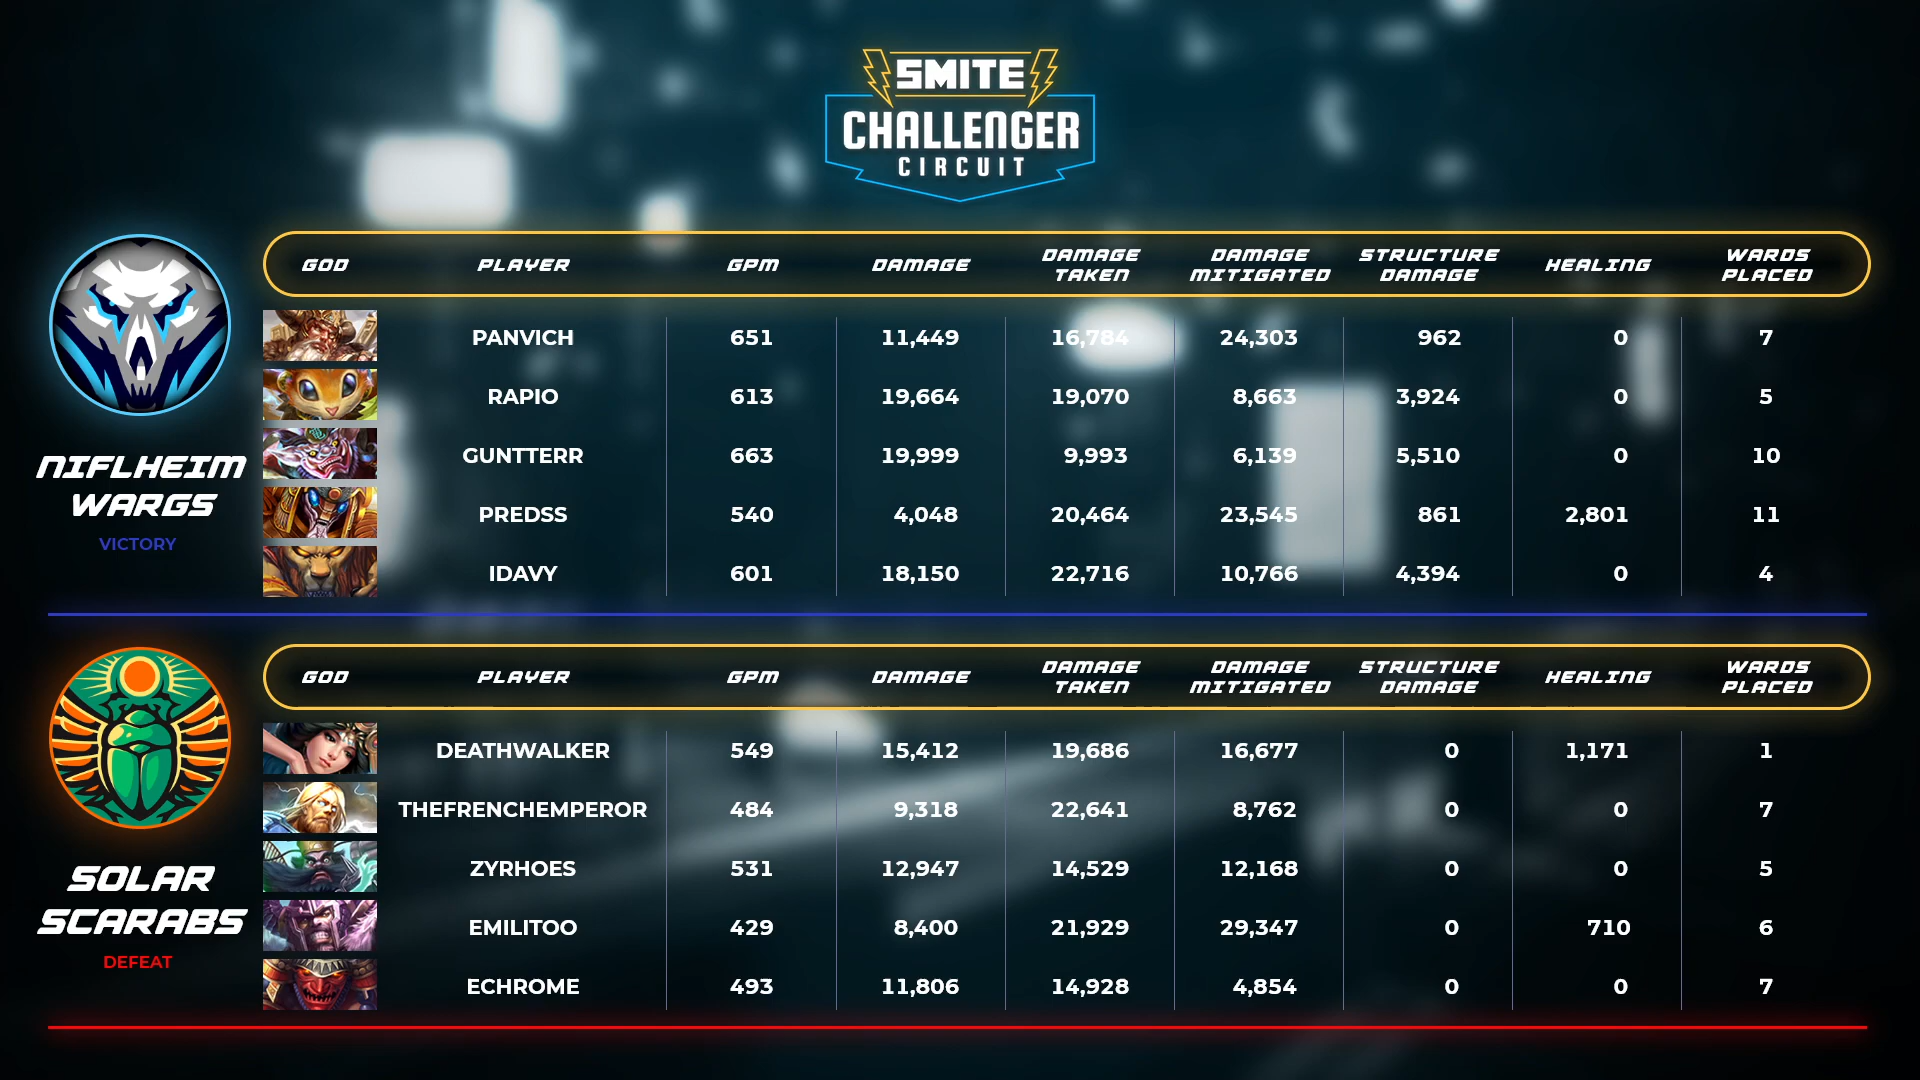 SMITE
CHALLENGER
CIRCUIT
GOD PLAYER GPM DAMAGE DAMAGE TAKEN DAMAGE MITIGATED STRUCTURE DAMAGE HEALING WARDS PLACED
PANVICH 651 11,449 16,784 24,303 962 0 7
RAPIO 613 19,664 19,070 8,663 3,924 0 5
GUNTTERR 663 19,999 9,993 6,139 5,510 0 10
PREDSS 540 4,048 20,464 23,545 861 2,801 11
IDAVY 601 18,150 22,716 10,766 4,394 0 4
NIFLHEIM
WARGS
VICTORY
GOD PLAYER GPM DAMAGE DAMAGE TAKEN DAMAGE MITIGATED STRUCTURE DAMAGE HEALING WARDS PLACED
DEATHWALKER 549 15,412 19,686 16,677 0 1,171 1
THEFRENCHEMPEROR 484 9,318 22,641 8,762 0 0 7
ZYRHOES 531 12,947 14,529 12,168 0 0 5
EMILITOO 429 8,400 21,929 29,347 0 710 6
ECHROME 493 11,806 14,928 4,854 0 0 7
SOLAR
SCARABS
DEFEAT